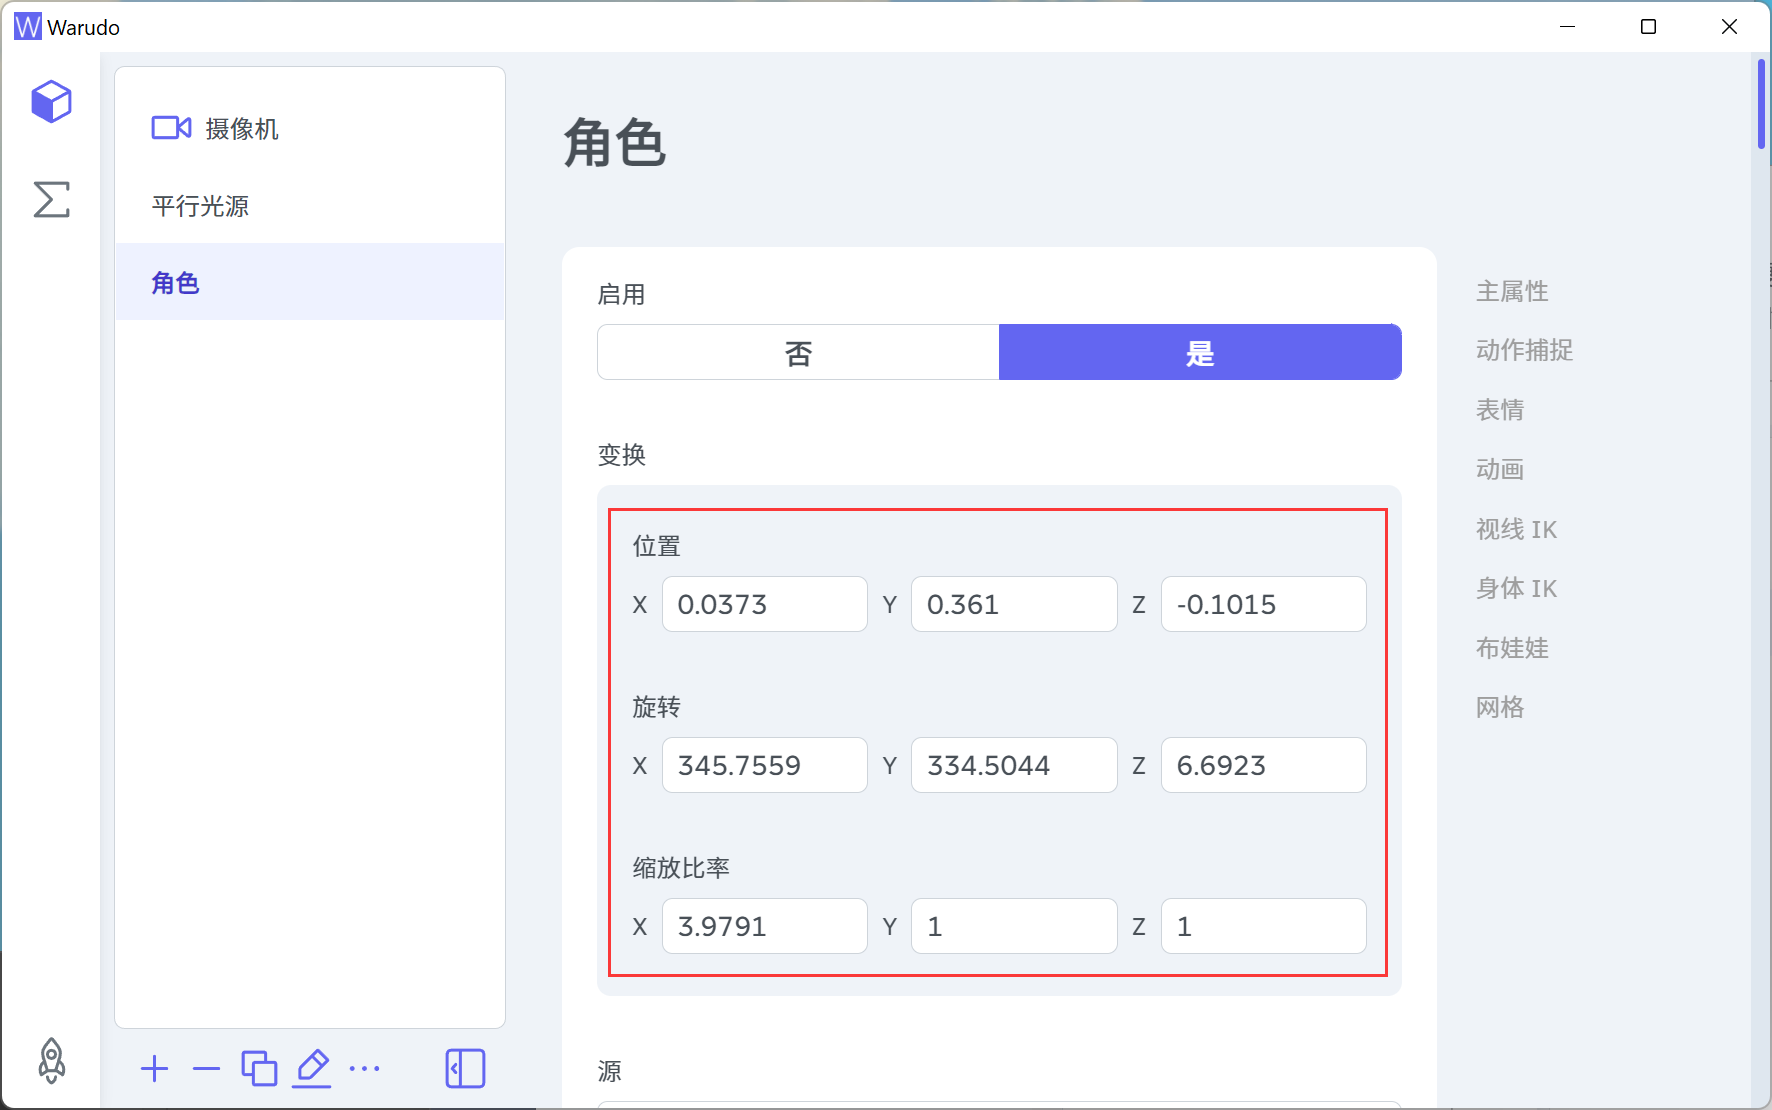 Warudo
摄像机
平行光源
角色
角色
启用
否 是
变换
位置
X 0.0373 Y 0.361 Z -0.1015
旋转
X 345.7559 Y 334.5044 Z 6.6923
缩放比率
X 3.9791 Y 1 Z 1
源
主属性
动作捕捉
表情
动画
视线 IK
身体 IK
布娃娃
网格